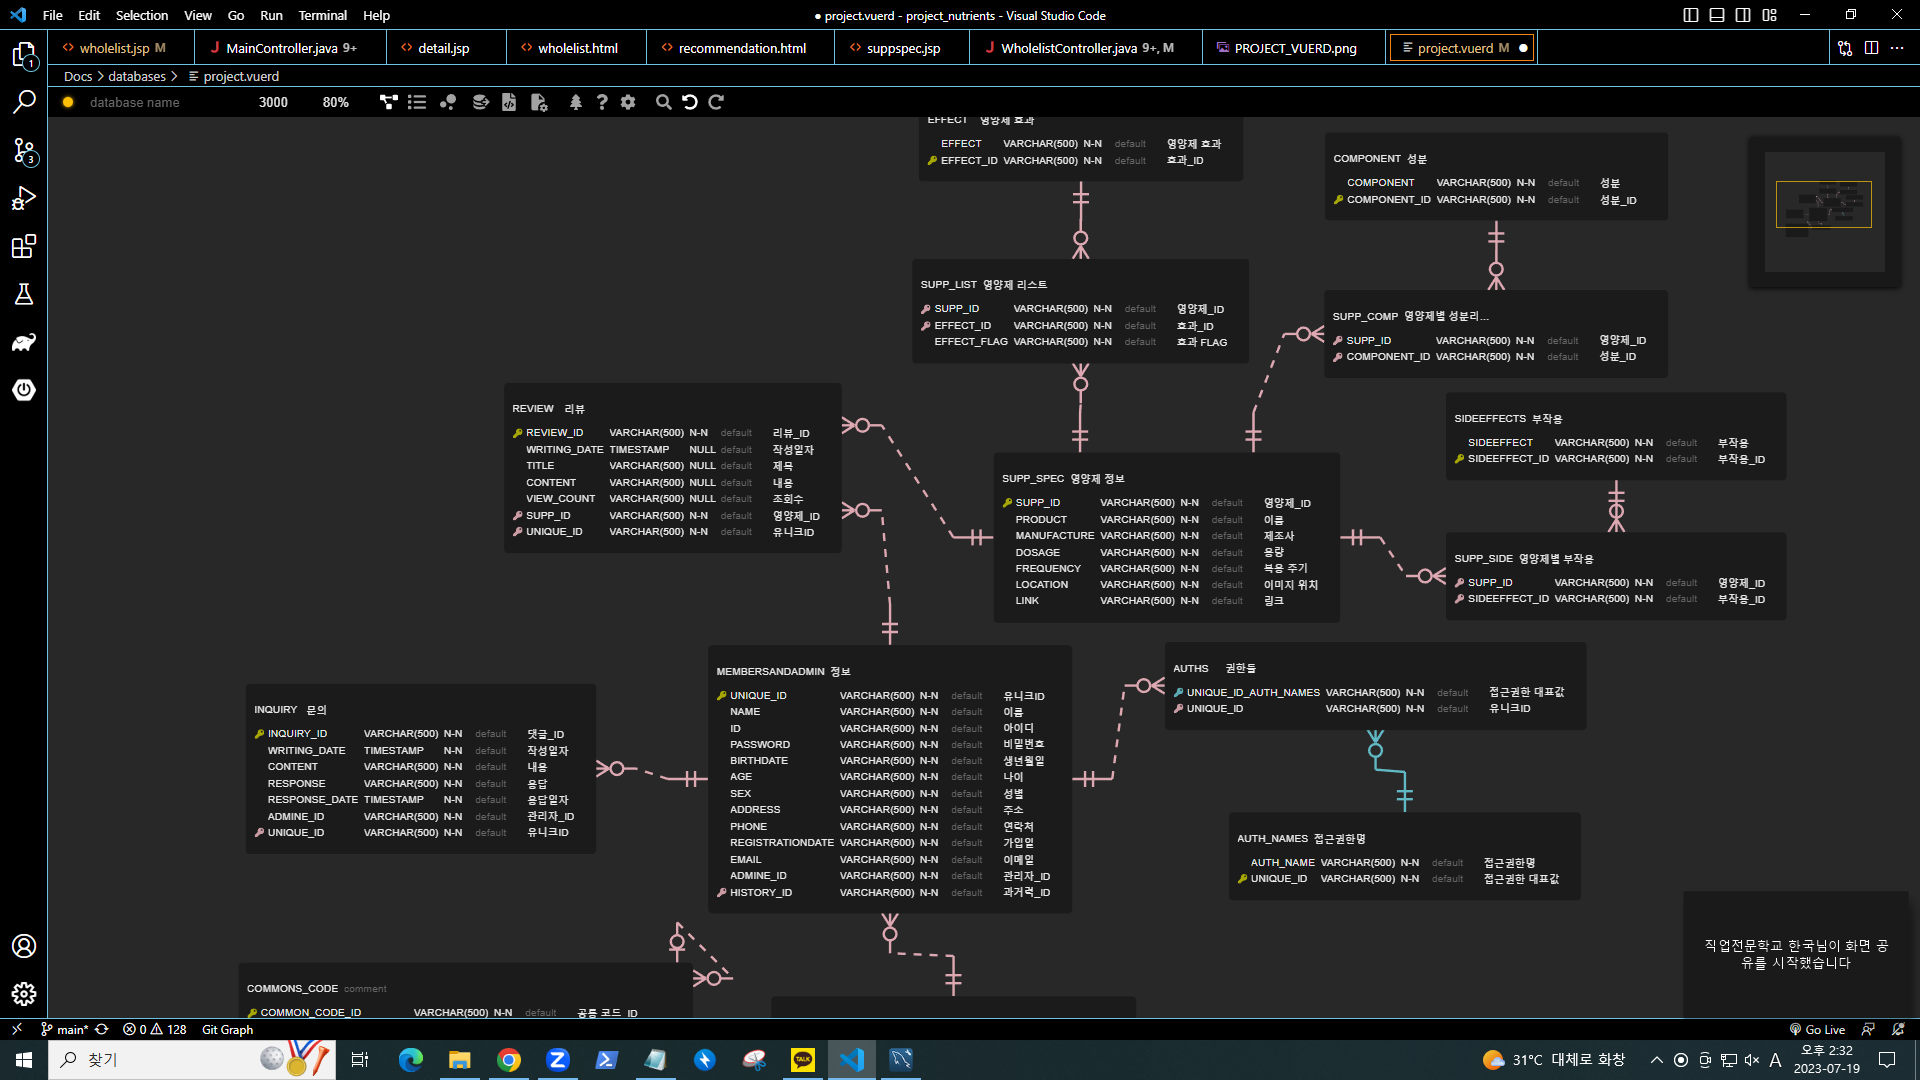 File Edit Selection View Go Run Terminal Help
● project.vuerd - project_nutrients - Visual Studio Code
wholelist.jsp M
MainController.java 9+
detail.jsp
wholelist.html
recommendation.html
suppspec.jsp
WholelistController.java 9+, M
PROJECT_VUERD.png
project.vuerd M
Docs > databases > project.vuerd
database name 3000 80%
EFFECT 영양제 효과
EFFECT VARCHAR(500) N-N default 영양제 효과
EFFECT_ID VARCHAR(500) N-N default 효과_ID
COMPONENT 성분
COMPONENT VARCHAR(500) N-N default 성분
COMPONENT_ID VARCHAR(500) N-N default 성분_ID
SUPP_LIST 영양제 리스트
SUPP_ID VARCHAR(500) N-N default 영양제_ID
EFFECT_ID VARCHAR(500) N-N default 효과_ID
EFFECT_FLAG VARCHAR(500) N-N default 효과 FLAG
SUPP_COMP 영양제별 성분리...
SUPP_ID VARCHAR(500) N-N default 영양제_ID
COMPONENT_ID VARCHAR(500) N-N default 성분_ID
REVIEW 리뷰
REVIEW_ID VARCHAR(500) N-N default 리뷰_ID
WRITING_DATE TIMESTAMP NULL default 작성일자
TITLE VARCHAR(500) NULL default 제목
CONTENT VARCHAR(500) NULL default 내용
VIEW_COUNT VARCHAR(500) NULL default 조회수
SUPP_ID VARCHAR(500) N-N default 영양제_ID
UNIQUE_ID VARCHAR(500) N-N default 유니크ID
SIDEEFFECTS 부작용
SIDEEFFECT VARCHAR(500) N-N default 부작용
SIDEEFFECT_ID VARCHAR(500) N-N default 부작용_ID
SUPP_SPEC 영양제 정보
SUPP_ID VARCHAR(500) N-N default 영양제_ID
PRODUCT VARCHAR(500) N-N default 이름
MANUFACTURE VARCHAR(500) N-N default 제조사
DOSAGE VARCHAR(500) N-N default 용량
FREQUENCY VARCHAR(500) N-N default 복용 주기
LOCATION VARCHAR(500) N-N default 이미지 위치
LINK VARCHAR(500) N-N default 링크
SUPP_SIDE 영양제별 부작용
SUPP_ID VARCHAR(500) N-N default 영양제_ID
SIDEEFFECT_ID VARCHAR(500) N-N default 부작용_ID
MEMBERSANDADMIN 정보
UNIQUE_ID VARCHAR(500) N-N default 유니크ID
NAME VARCHAR(500) N-N default 이름
ID VARCHAR(500) N-N default 아이디
PASSWORD VARCHAR(500) N-N default 비밀번호
BIRTHDATE VARCHAR(500) N-N default 생년월일
AGE VARCHAR(500) N-N default 나이
SEX VARCHAR(500) N-N default 성별
ADDRESS VARCHAR(500) N-N default 주소
PHONE VARCHAR(500) N-N default 연락처
REGISTRATIONDATE VARCHAR(500) N-N default 가입일
EMAIL VARCHAR(500) N-N default 이메일
ADMINE_ID VARCHAR(500) N-N default 관리자_ID
HISTORY_ID VARCHAR(500) N-N default 과거력_ID
AUTHS 권한들
UNIQUE_ID_AUTH_NAMES VARCHAR(500) N-N default 접근권한 대표값
UNIQUE_ID VARCHAR(500) N-N default 유니크ID
INQUIRY 문의
INQUIRY_ID VARCHAR(500) N-N default 댓글_ID
WRITING_DATE TIMESTAMP N-N default 작성일자
CONTENT VARCHAR(500) N-N default 내용
RESPONSE VARCHAR(500) N-N default 응답
RESPONSE_DATE TIMESTAMP N-N default 응답일자
ADMINE_ID VARCHAR(500) N-N default 관리자_ID
UNIQUE_ID VARCHAR(500) N-N default 유니크ID
AUTH_NAMES 접근권한명
AUTH_NAME VARCHAR(500) N-N default 접근권한명
UNIQUE_ID VARCHAR(500) N-N default 접근권한 대표값
직업전문학교 한국님이 화면 공
유를 시작했습니다
COMMONS_CODE comment
COMMON_CODE_ID VARCHAR(500) N-N default 공통 코드_ID
main* 0 128 Git Graph
Go Live
찾기
TALK
31°C 대체로 화창
A
오후 2:32
2023-07-19
1
3